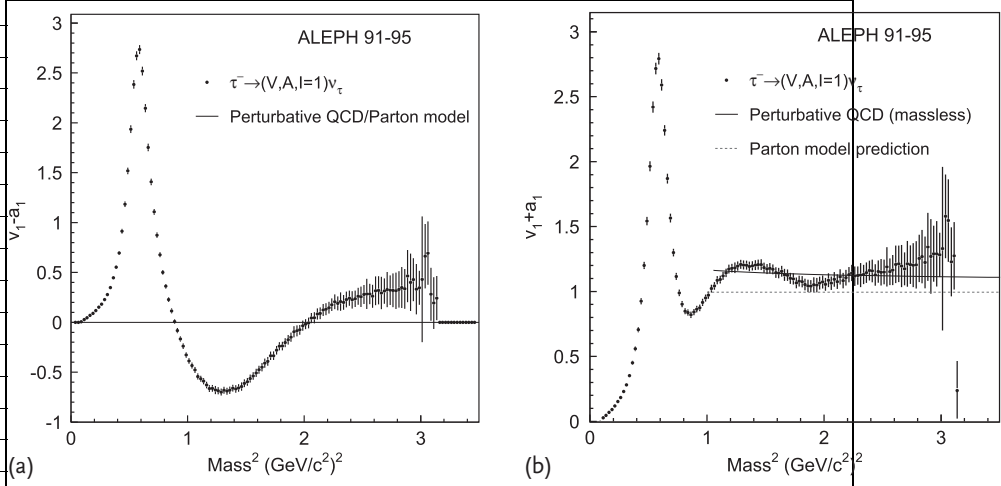 ALEPH 91-95
τ⁻→(V,A,I=1)ν_τ
Perturbative QCD/Parton model
3
2.5
2
1.5
1
0.5
0
-0.5
-1
v₁-a₁
0 1 2 3
Mass² (GeV/c²)²
(a)
ALEPH 91-95
τ⁻→(V,A,I=1)ν_τ
Perturbative QCD (massless)
Parton model prediction
3
2.5
2
1.5
1
0.5
0
v₁+a₁
0 1 2 3
Mass² (GeV/c²)²
(b)